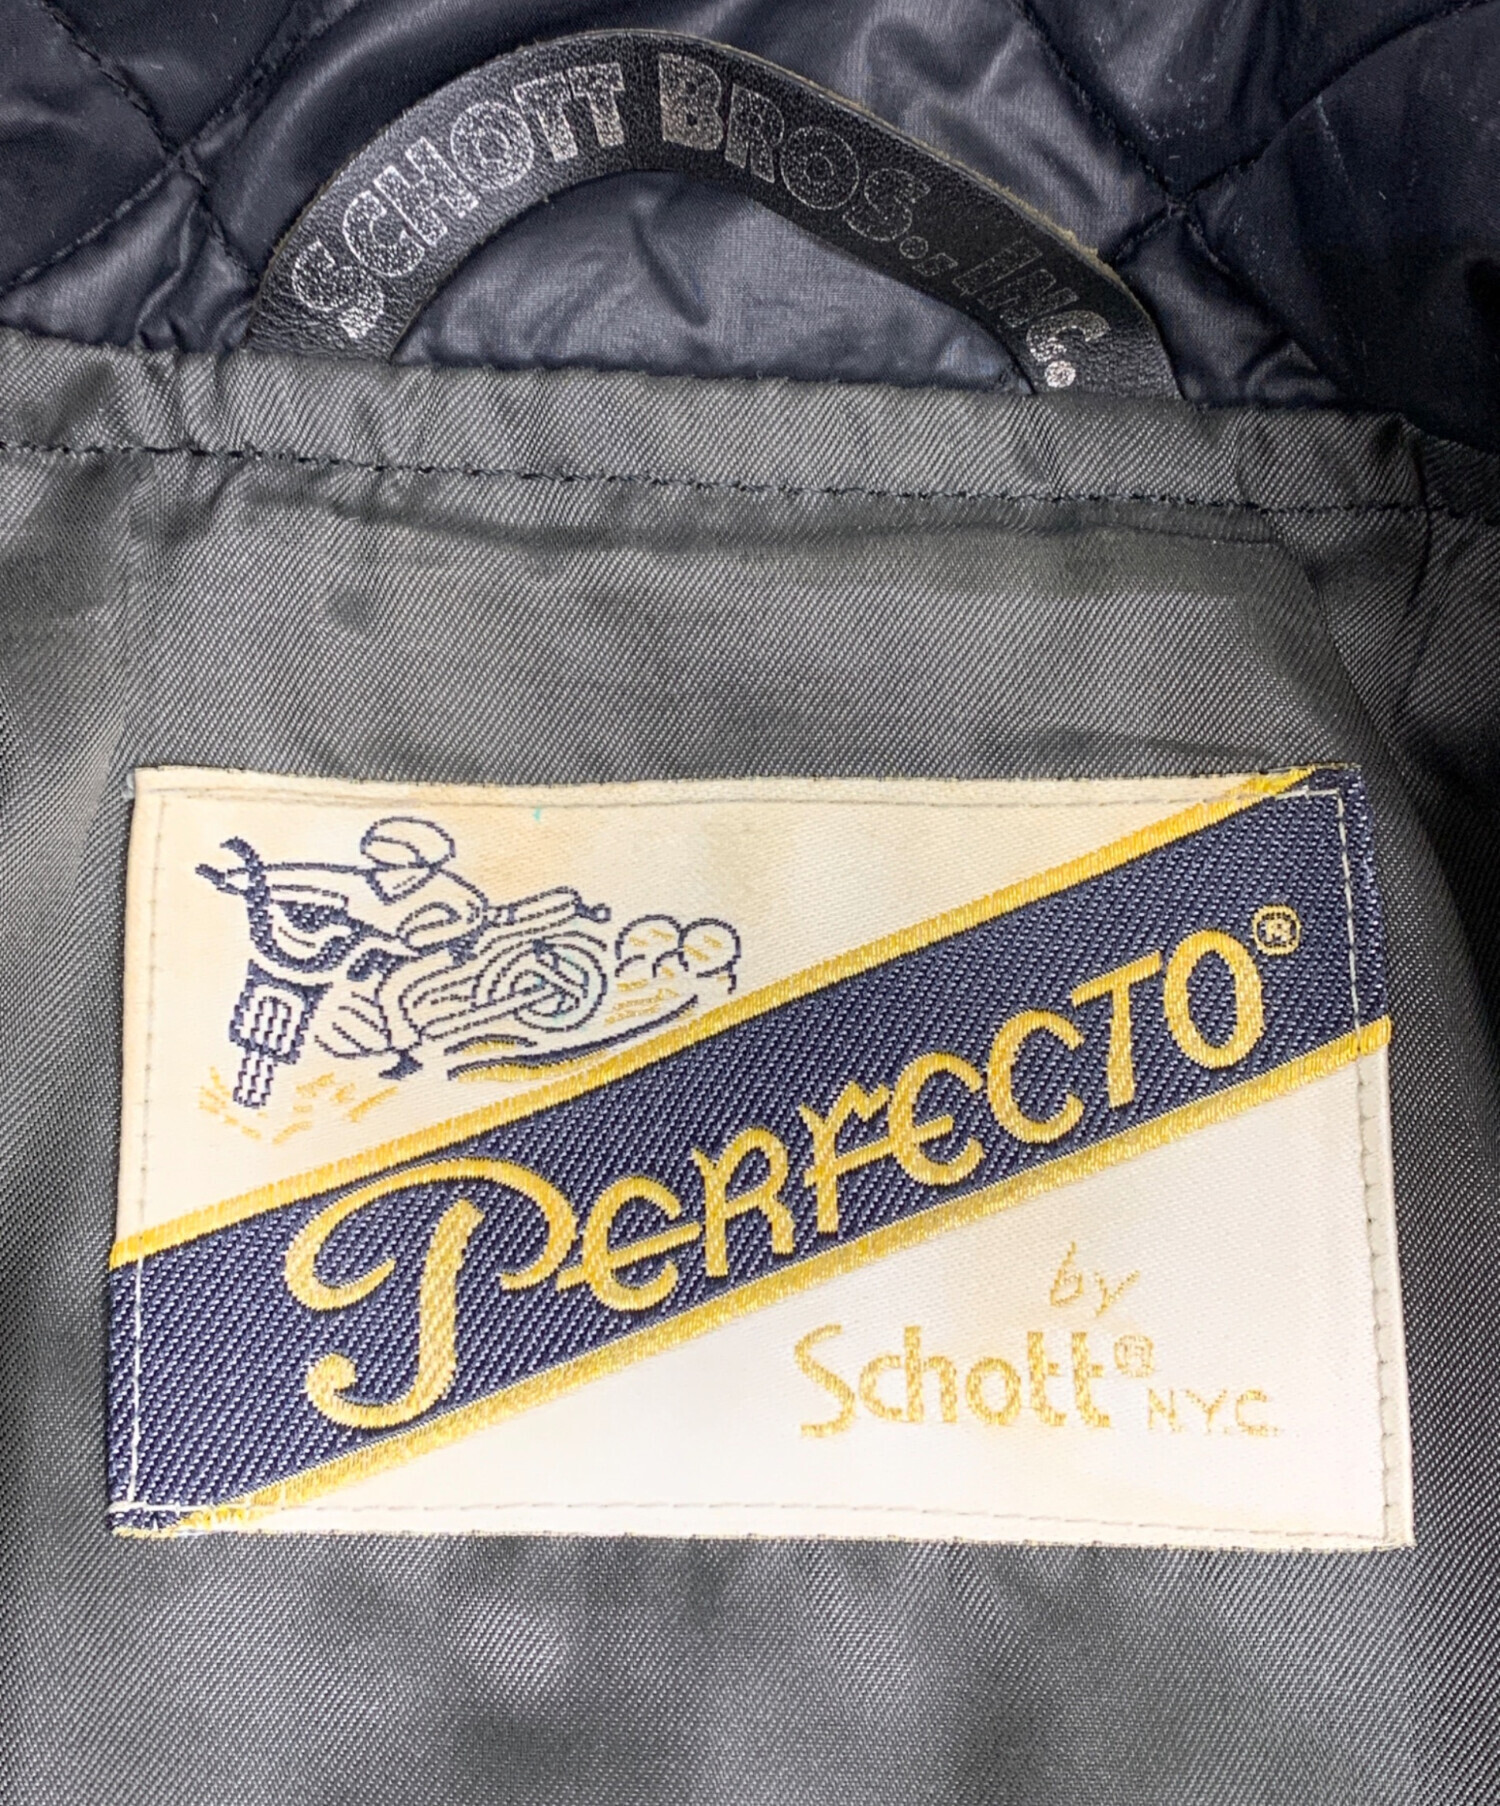 SCHOTT BROS., INC.
PERFECTO®
by
Schott®
N.Y.C.